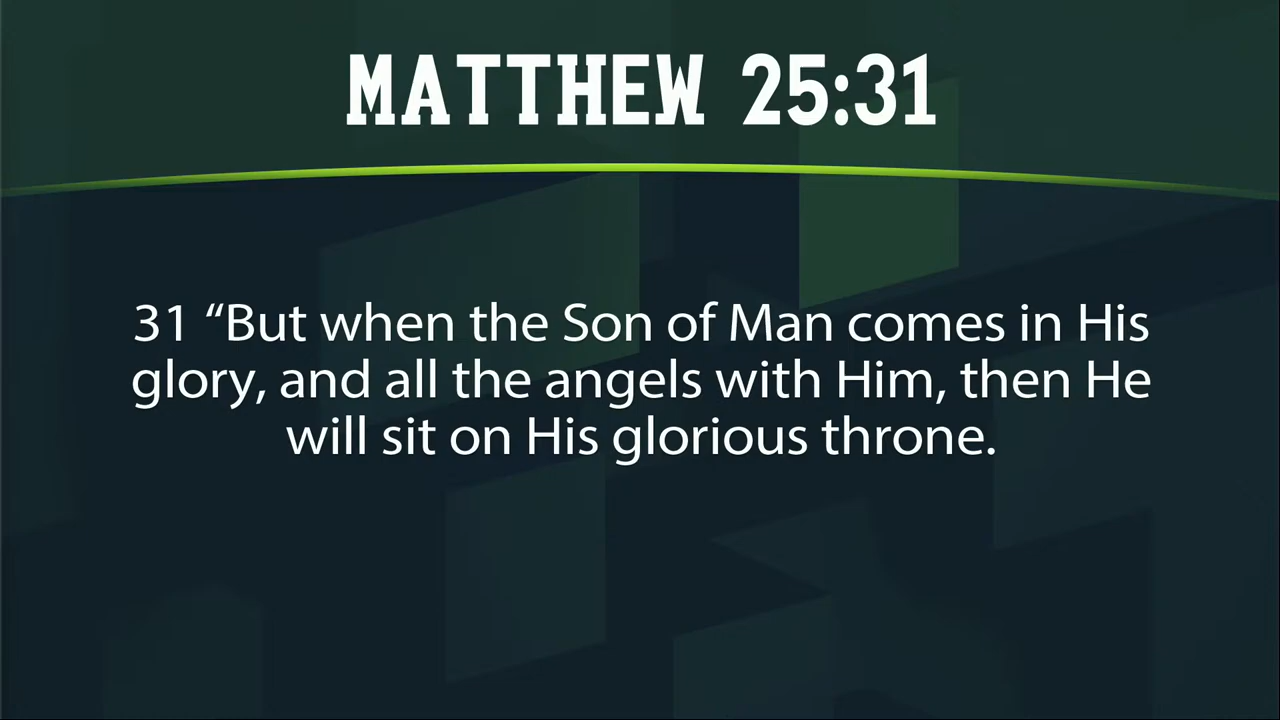 MATTHEW 25:31
31 “But when the Son of Man comes in His
glory, and all the angels with Him, then He
will sit on His glorious throne.